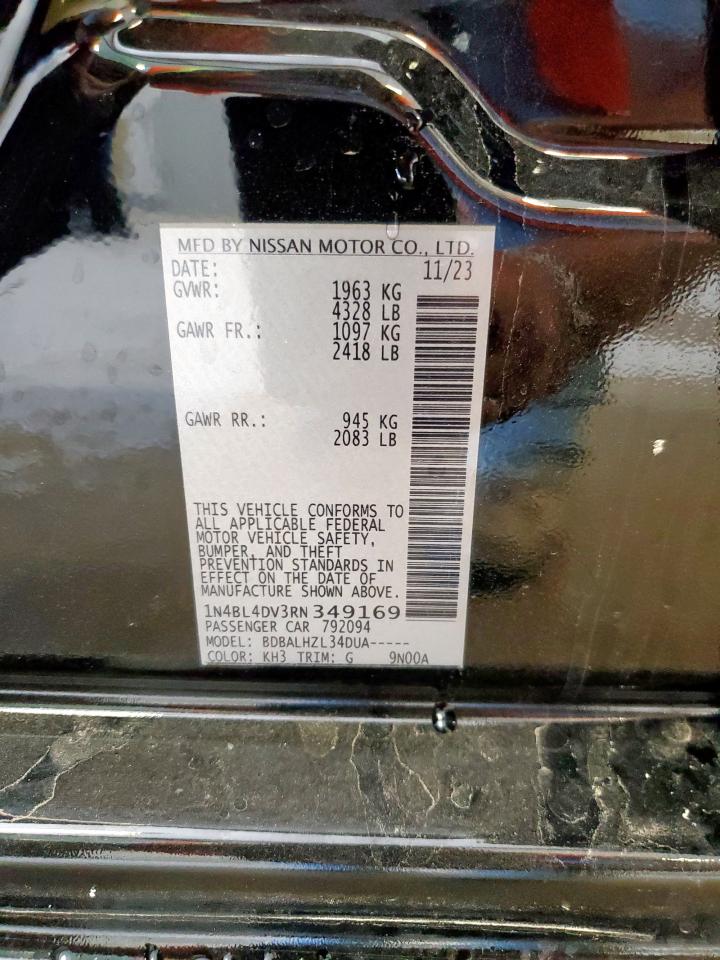 MFD BY NISSAN MOTOR CO., LTD.
DATE: 11/23
GVWR: 1963 KG
4328 LB
GAWR FR.: 1097 KG
2418 LB
GAWR RR.: 945 KG
2083 LB
THIS VEHICLE CONFORMS TO
ALL APPLICABLE FEDERAL
MOTOR VEHICLE SAFETY,
BUMPER, AND THEFT
PREVENTION STANDARDS IN
EFFECT ON THE DATE OF
MANUFACTURE SHOWN ABOVE.
1N4BL4DV3RN349169
PASSENGER CAR 792094
MODEL: BDBALHZL34DUA-----
COLOR: KH3 TRIM: G 9N00A